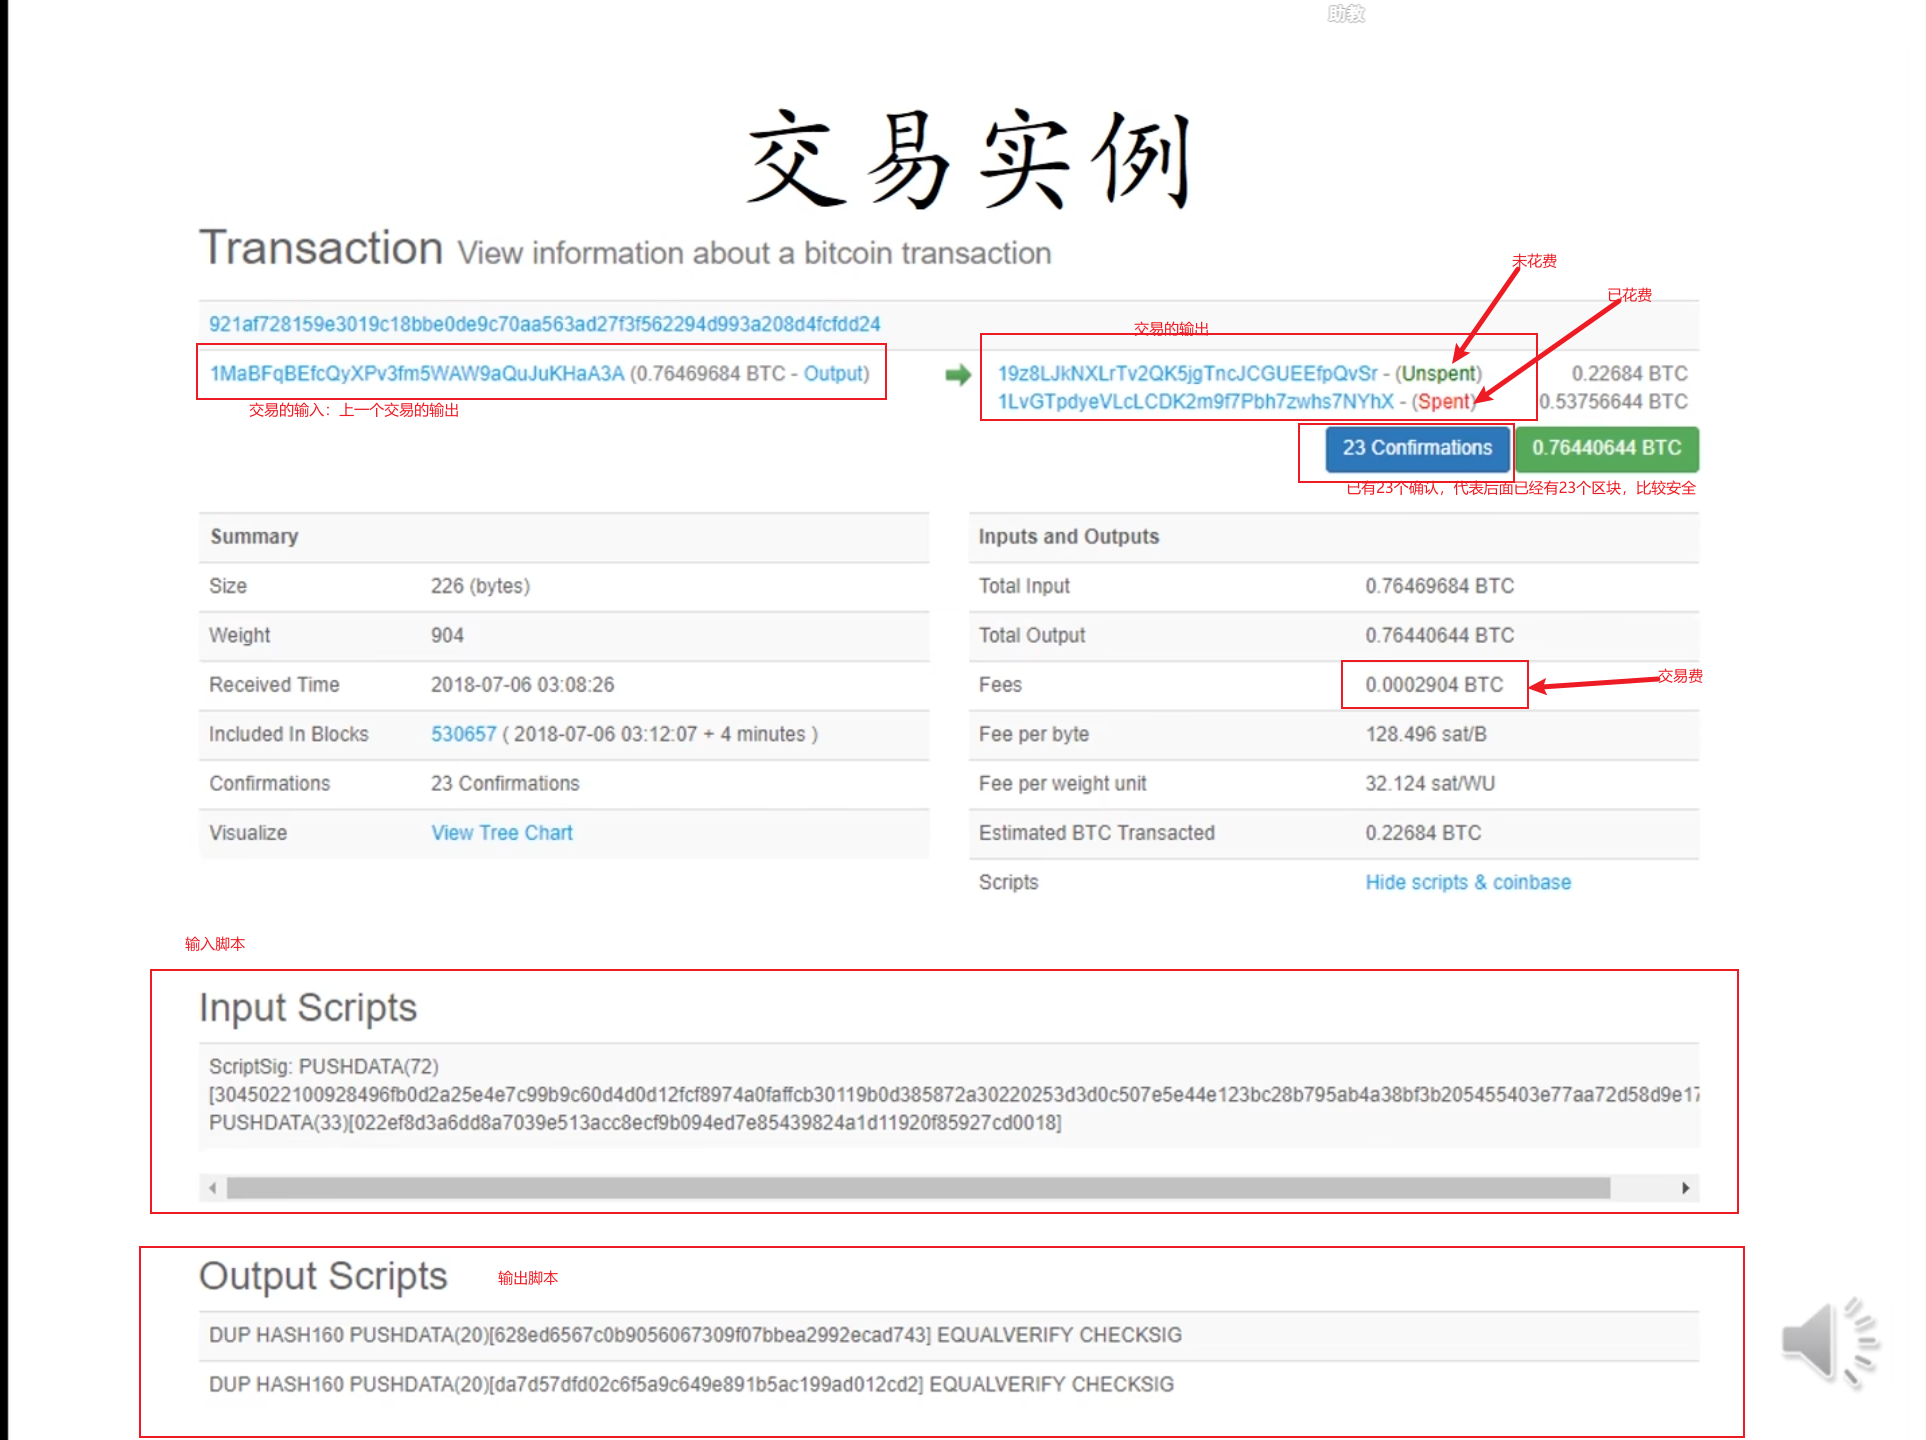 助教
交易实例
Transaction View information about a bitcoin transaction
未花费
已花费
921af728159e3019c18bbe0de9c70aa563ad27f3f562294d993a208d4fcfdd24
交易的输出
1MaBFqBEfcQyXPv3fm5WAW9aQuJuKHaA3A (0.76469684 BTC - Output)
19z8LJkNXLrTv2QK5jgTncJCGUEEfpQvSr - (Unspent) 0.22684 BTC
1LvGTpdyeVLcLCDK2m9f7Pbh7zwhs7NYhX - (Spent) 0.53756644 BTC
交易的输入：上一个交易的输出
23 Confirmations 0.76440644 BTC
已有23个确认，代表后面已经有23个区块，比较安全
Summary
Size 226 (bytes)
Weight 904
Received Time 2018-07-06 03:08:26
Included In Blocks 530657 ( 2018-07-06 03:12:07 + 4 minutes )
Confirmations 23 Confirmations
Visualize View Tree Chart
Inputs and Outputs
Total Input 0.76469684 BTC
Total Output 0.76440644 BTC
Fees 0.0002904 BTC
交易费
Fee per byte 128.496 sat/B
Fee per weight unit 32.124 sat/WU
Estimated BTC Transacted 0.22684 BTC
Scripts Hide scripts & coinbase
输入脚本
Input Scripts
ScriptSig: PUSHDATA(72)
[3045022100928496fb0d2a25e4e7c99b9c60d4d0d12fcf8974a0faffcb30119b0d385872a30220253d3d0c507e5e44e123bc28b795ab4a38bf3b205455403e77aa72d58d9e17
PUSHDATA(33)[022ef8d3a6dd8a7039e513acc8ecf9b094ed7e85439824a1d11920f85927cd0018]
Output Scripts 输出脚本
DUP HASH160 PUSHDATA(20)[628ed6567c0b9056067309f07bbea2992ecad743] EQUALVERIFY CHECKSIG
DUP HASH160 PUSHDATA(20)[da7d57dfd02c6f5a9c649e891b5ac199ad012cd2] EQUALVERIFY CHECKSIG